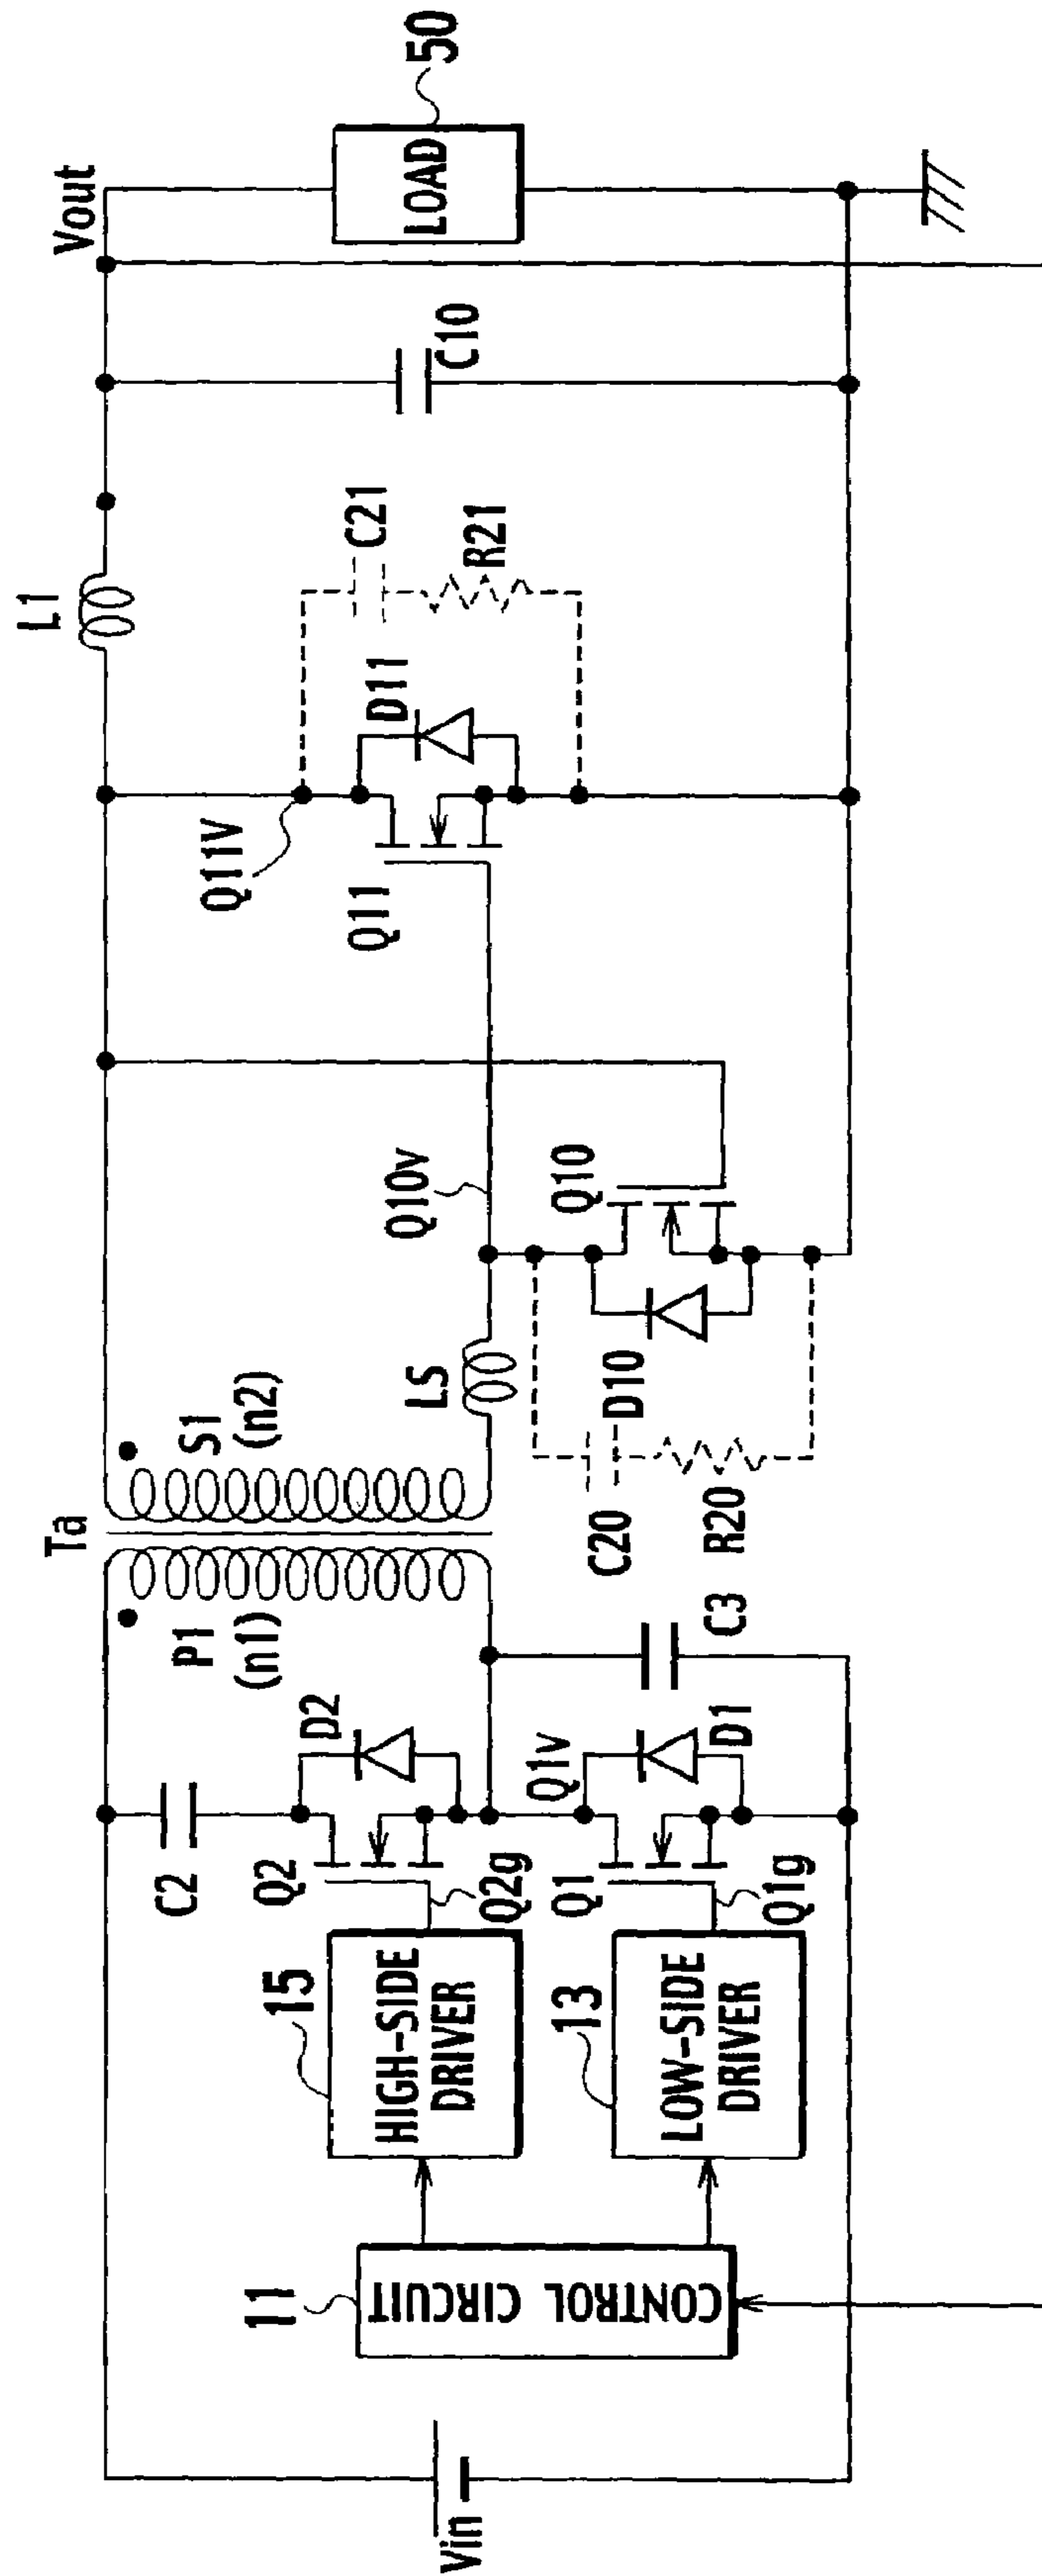 Vin
11
CONTROL CIRCUIT
15
HIGH-SIDE
DRIVER
13
LOW-SIDE
DRIVER
C2
Q2
Q2g
D2
Q1
Q1g
Q1v
D1
C3
P1
(n1)
Ta
S1
(n2)
LS
C20
D10
R20
Q10
Q10v
Q11V
Q11
D11
C21
R21
L1
C10
Vout
LOAD
50